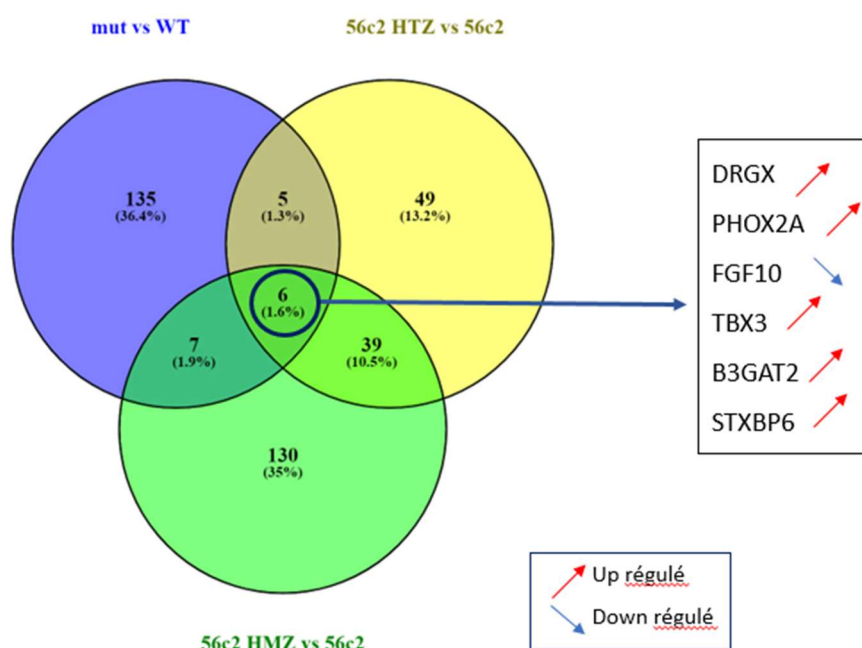 mut vs WT
56c2 HTZ vs 56c2
135
(36.4%)
5
(1.3%)
49
(13.2%)
6
(1.6%)
7
(1.9%)
39
(10.5%)
130
(35%)
56c2 HMZ vs 56c2
DRGX
PHOX2A
FGF10
TBX3
B3GAT2
STXBP6
Up régulé
Down régulé